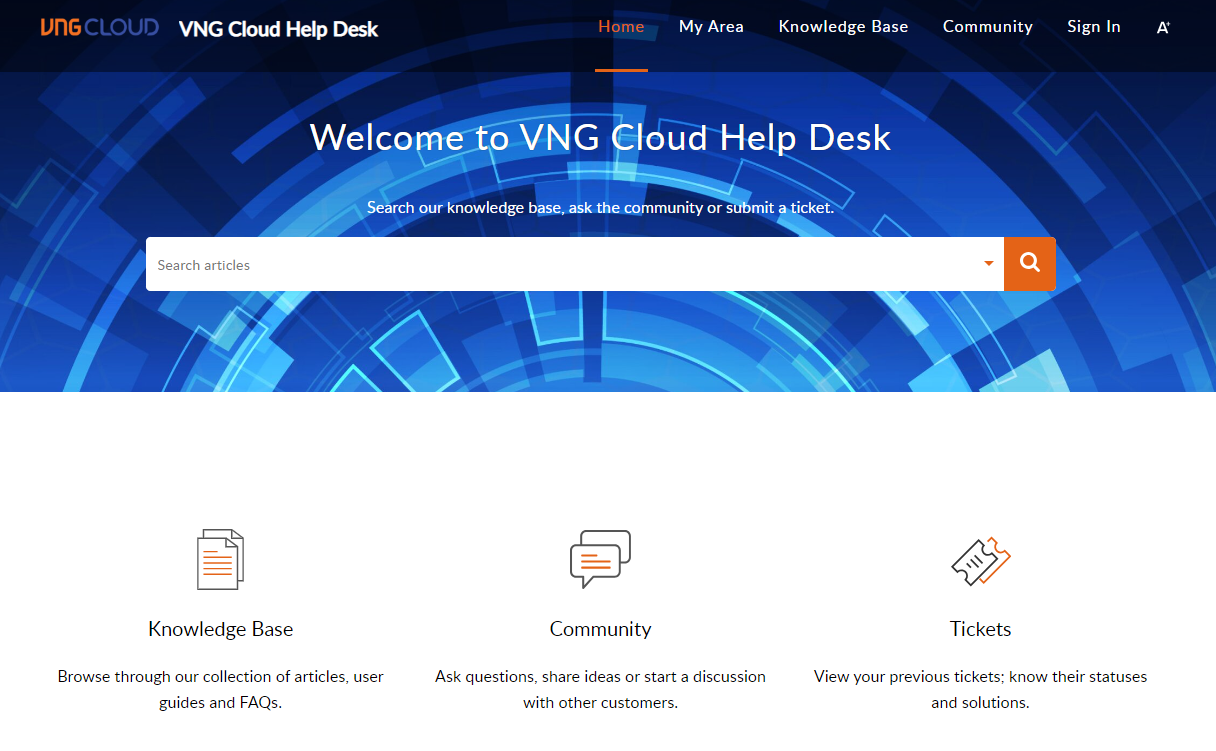 VNG CLOUD VNG Cloud Help Desk Home My Area Knowledge Base Community Sign In A+
Welcome to VNG Cloud Help Desk
Search our knowledge base, ask the community or submit a ticket.
Search articles
Knowledge Base
Browse through our collection of articles, user
guides and FAQs.
Community
Ask questions, share ideas or start a discussion
with other customers.
Tickets
View your previous tickets; know their statuses
and solutions.